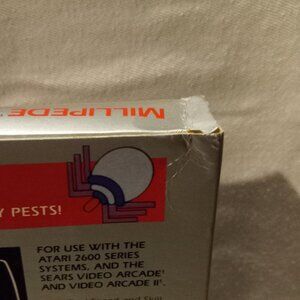 MILLIPEDE
Y PESTS!
FOR USE WITH THE
ATARI 2600 SERIES
SYSTEMS, AND THE
SEARS VIDEO ARCADE
AND VIDEO ARCADE II